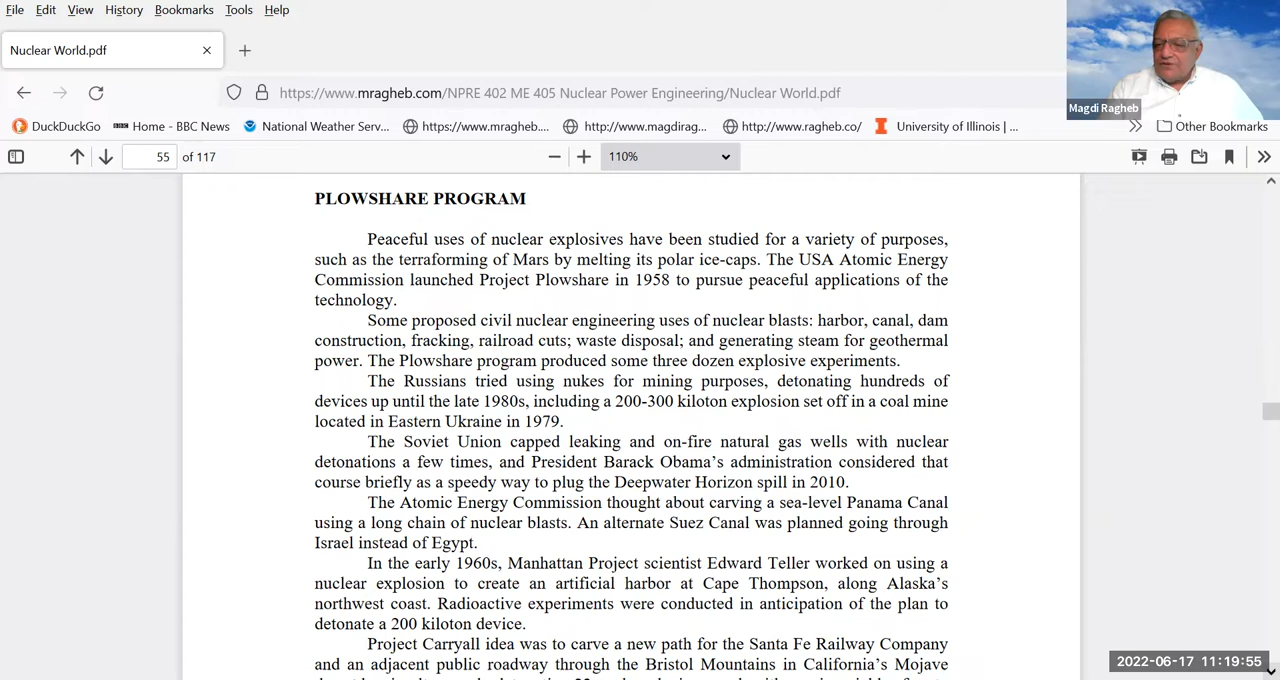 File Edit View History Bookmarks Tools Help
Nuclear World.pdf
https://www.mragheb.com/NPRE 402 ME 405 Nuclear Power Engineering/Nuclear World.pdf
Magdi Ragheb
DuckDuckGo BBC Home - BBC News National Weather Serv... https://www.mragheb.... http://www.magdirag... http://www.ragheb.co/ University of Illinois | ... Other Bookmarks
55 of 117 110%
PLOWSHARE PROGRAM
Peaceful uses of nuclear explosives have been studied for a variety of purposes,
such as the terraforming of Mars by melting its polar ice-caps. The USA Atomic Energy
Commission launched Project Plowshare in 1958 to pursue peaceful applications of the
technology.
Some proposed civil nuclear engineering uses of nuclear blasts: harbor, canal, dam
construction, fracking, railroad cuts; waste disposal; and generating steam for geothermal
power. The Plowshare program produced some three dozen explosive experiments.
The Russians tried using nukes for mining purposes, detonating hundreds of
devices up until the late 1980s, including a 200-300 kiloton explosion set off in a coal mine
located in Eastern Ukraine in 1979.
The Soviet Union capped leaking and on-fire natural gas wells with nuclear
detonations a few times, and President Barack Obama's administration considered that
course briefly as a speedy way to plug the Deepwater Horizon spill in 2010.
The Atomic Energy Commission thought about carving a sea-level Panama Canal
using a long chain of nuclear blasts. An alternate Suez Canal was planned going through
Israel instead of Egypt.
In the early 1960s, Manhattan Project scientist Edward Teller worked on using a
nuclear explosion to create an artificial harbor at Cape Thompson, along Alaska's
northwest coast. Radioactive experiments were conducted in anticipation of the plan to
detonate a 200 kiloton device.
Project Carryall idea was to carve a new path for the Santa Fe Railway Company
and an adjacent public roadway through the Bristol Mountains in California's Mojave
2022-06-17 11:19:55